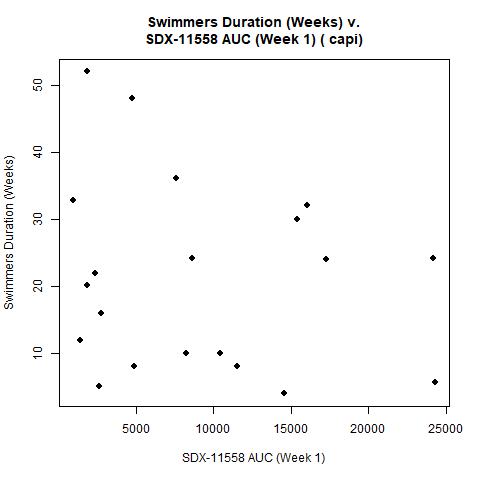 Swimmers Duration (Weeks) v.
SDX-11558 AUC (Week 1) ( capi)
Swimmers Duration (Weeks)
50
40
30
20
10
5000 10000 15000 20000 25000
SDX-11558 AUC (Week 1)